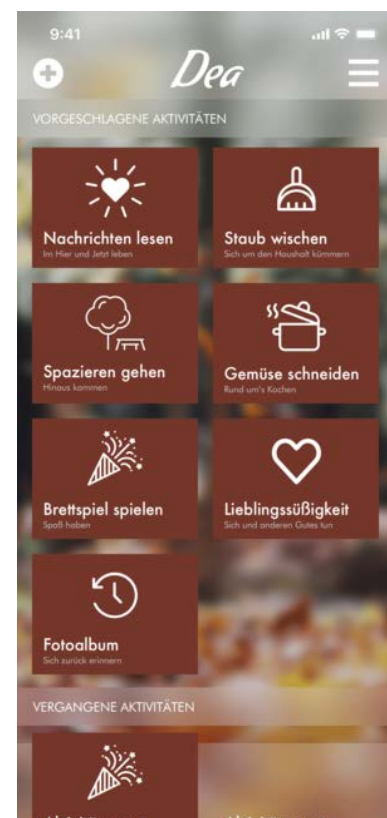 9:41
Dea
VORGESCHLAGENE AKTIVITÄTEN
Nachrichten lesen
Im Hier und Jetzt leben
Staub wischen
Sich um den Haushalt kümmern
Spazieren gehen
Hinaus kommen
Gemüse schneiden
Rund um's Kochen
Brettspiel spielen
Spaß haben
Lieblingssüßigkeit
Sich und anderen Gutes tun
Fotoalbum
Sich zurück erinnern
VERGANGENE AKTIVITÄTEN